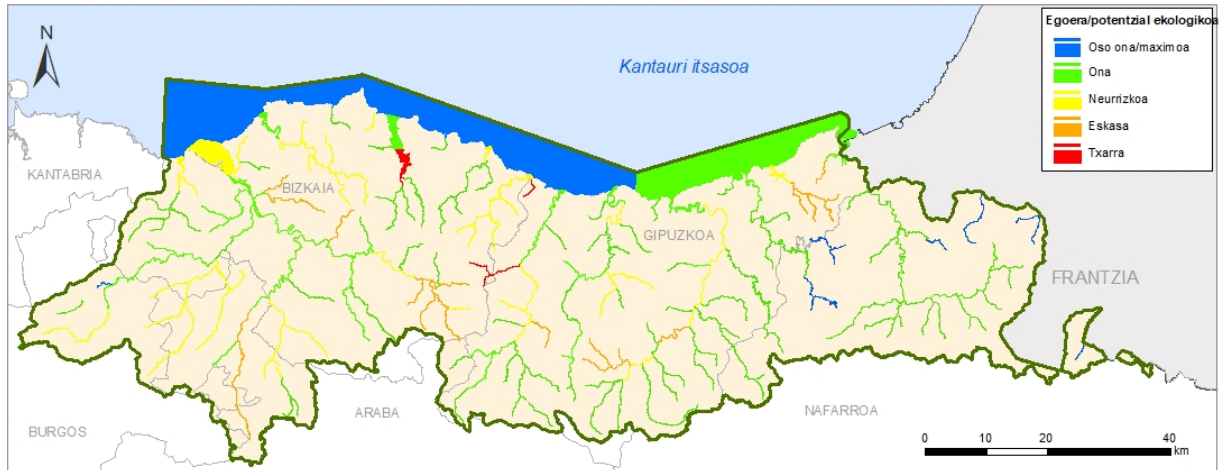 N
Kantauri itsasoa
Egoera/potentzial ekologikoa
Oso ona/maximoa
Ona
Neurrizkoa
Eskasa
Txarra
KANTABRIA
BIZKAIA
GIPUZKOA
FRANTZIA
ARABA
NAFARROA
BURGOS
0 10 20 40
km